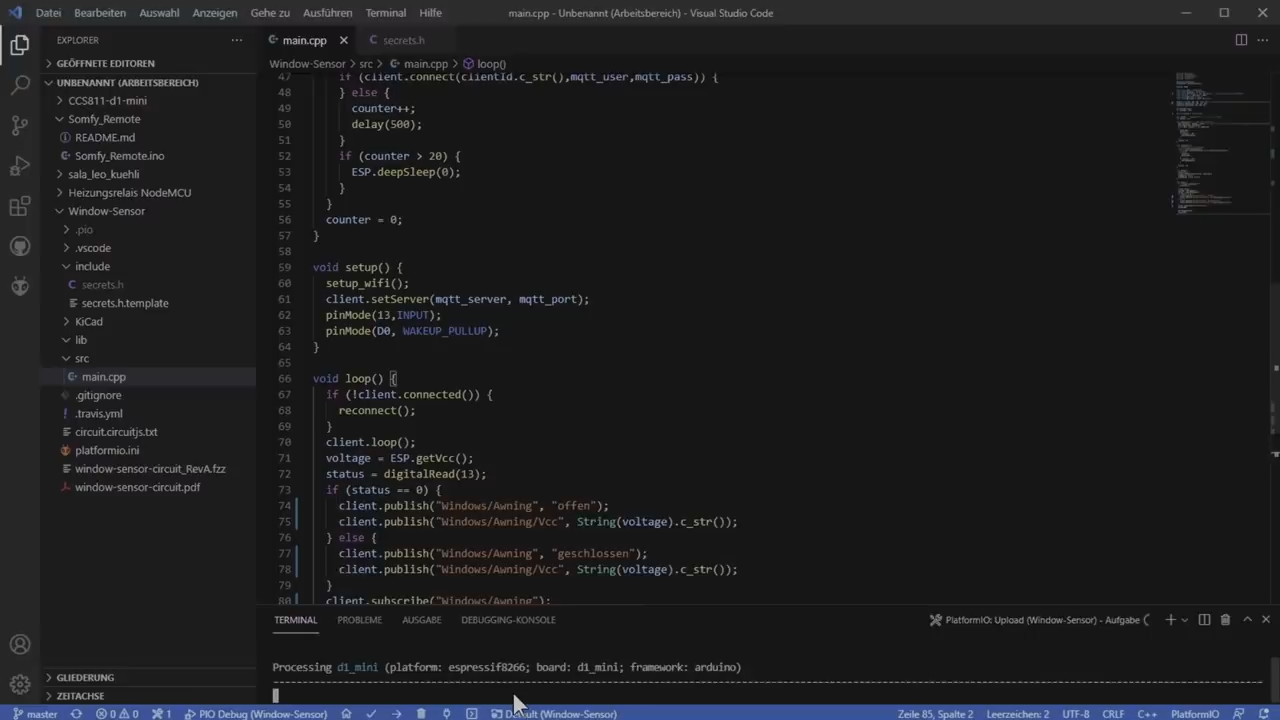 Datei Bearbeiten Auswahl Anzeigen Gehe zu Ausführen Terminal Hilfe main.cpp - Unbenannt (Arbeitsbereich) - Visual Studio Code
EXPLORER
GEÖFFNETE EDITOREN
UNBENANNT (ARBEITSBEREICH)
CCS811-d1-mini
Somfy_Remote
README.md
Somfy_Remote.ino
sala_leo_kuehli
Heizungsrelais NodeMCU
Window-Sensor
.pio
.vscode
include
secrets.h
secrets.h.template
KiCad
lib
src
main.cpp
.gitignore
.travis.yml
circuit.circuitjs.txt
platformio.ini
window-sensor-circuit_RevA.fzz
window-sensor-circuit.pdf
GLIEDERUNG
ZEITACHSE
main.cpp secrets.h
Window-Sensor > src > main.cpp > loop()
47 if (client.connect(clientId.c_str(),mqtt_user,mqtt_pass)) {
48 } else {
49 counter++;
50 delay(500);
51 }
52 if (counter > 20) {
53 ESP.deepSleep(0);
54 }
55 }
56 counter = 0;
57 }
58
59 void setup() {
60 setup_wifi();
61 client.setServer(mqtt_server, mqtt_port);
62 pinMode(13,INPUT);
63 pinMode(D0, WAKEUP_PULLUP);
64 }
65
66 void loop() {
67 if (!client.connected()) {
68 reconnect();
69 }
70 client.loop();
71 voltage = ESP.getVcc();
72 status = digitalRead(13);
73 if (status == 0) {
74 client.publish("Windows/Awning", "offen");
75 client.publish("Windows/Awning/Vcc", String(voltage).c_str());
76 } else {
77 client.publish("Windows/Awning", "geschlossen");
78 client.publish("Windows/Awning/Vcc", String(voltage).c_str());
79 }
80 client.subscribe("Windows/Awning");
TERMINAL PROBLEME AUSGABE DEBUGGING-KONSOLE PlatformIO: Upload (Window-Sensor) - Aufgabe
Processing d1_mini (platform: espressif8266; board: d1_mini; framework: arduino)
master 0 0 1 PIO Debug (Window-Sensor) Default (Window-Sensor) Zeile 85, Spalte 2 Leerzeichen: 2 UTF-8 CRLF C++ PlatformIO